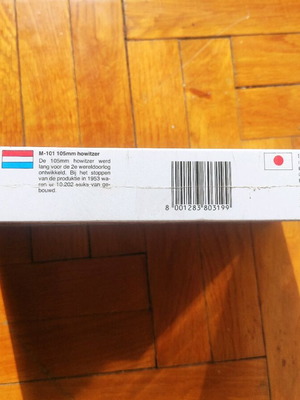 M-101 105mm howitzer
De 105mm howitzer werd
lang voor de 2e wereldoorlog
ontwikkeld. Bij het stoppen
van de produktie in 1953 wa-
ren er 10.202 stuks van ge-
bouwd.
8 001283 803199